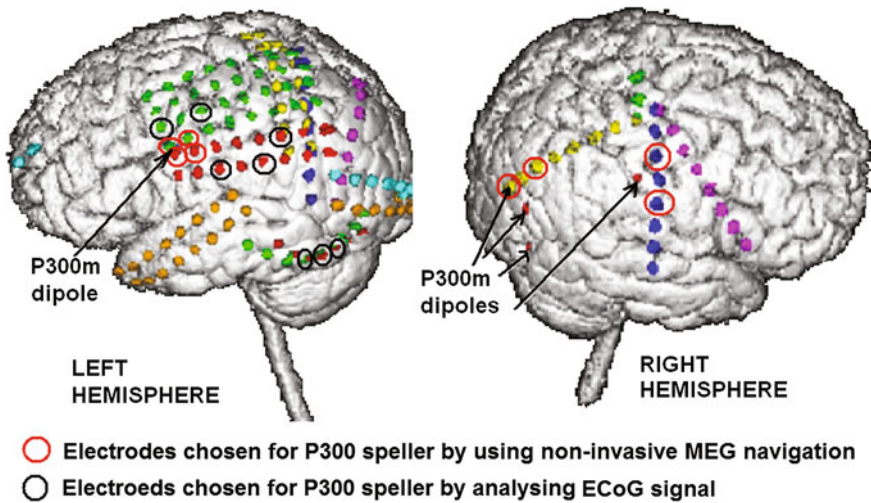 P300m
dipole
P300m
dipoles
LEFT
HEMISPHERE
RIGHT
HEMISPHERE
Electrodes chosen for P300 speller by using non-invasive MEG navigation
Electroeds chosen for P300 speller by analysing ECoG signal